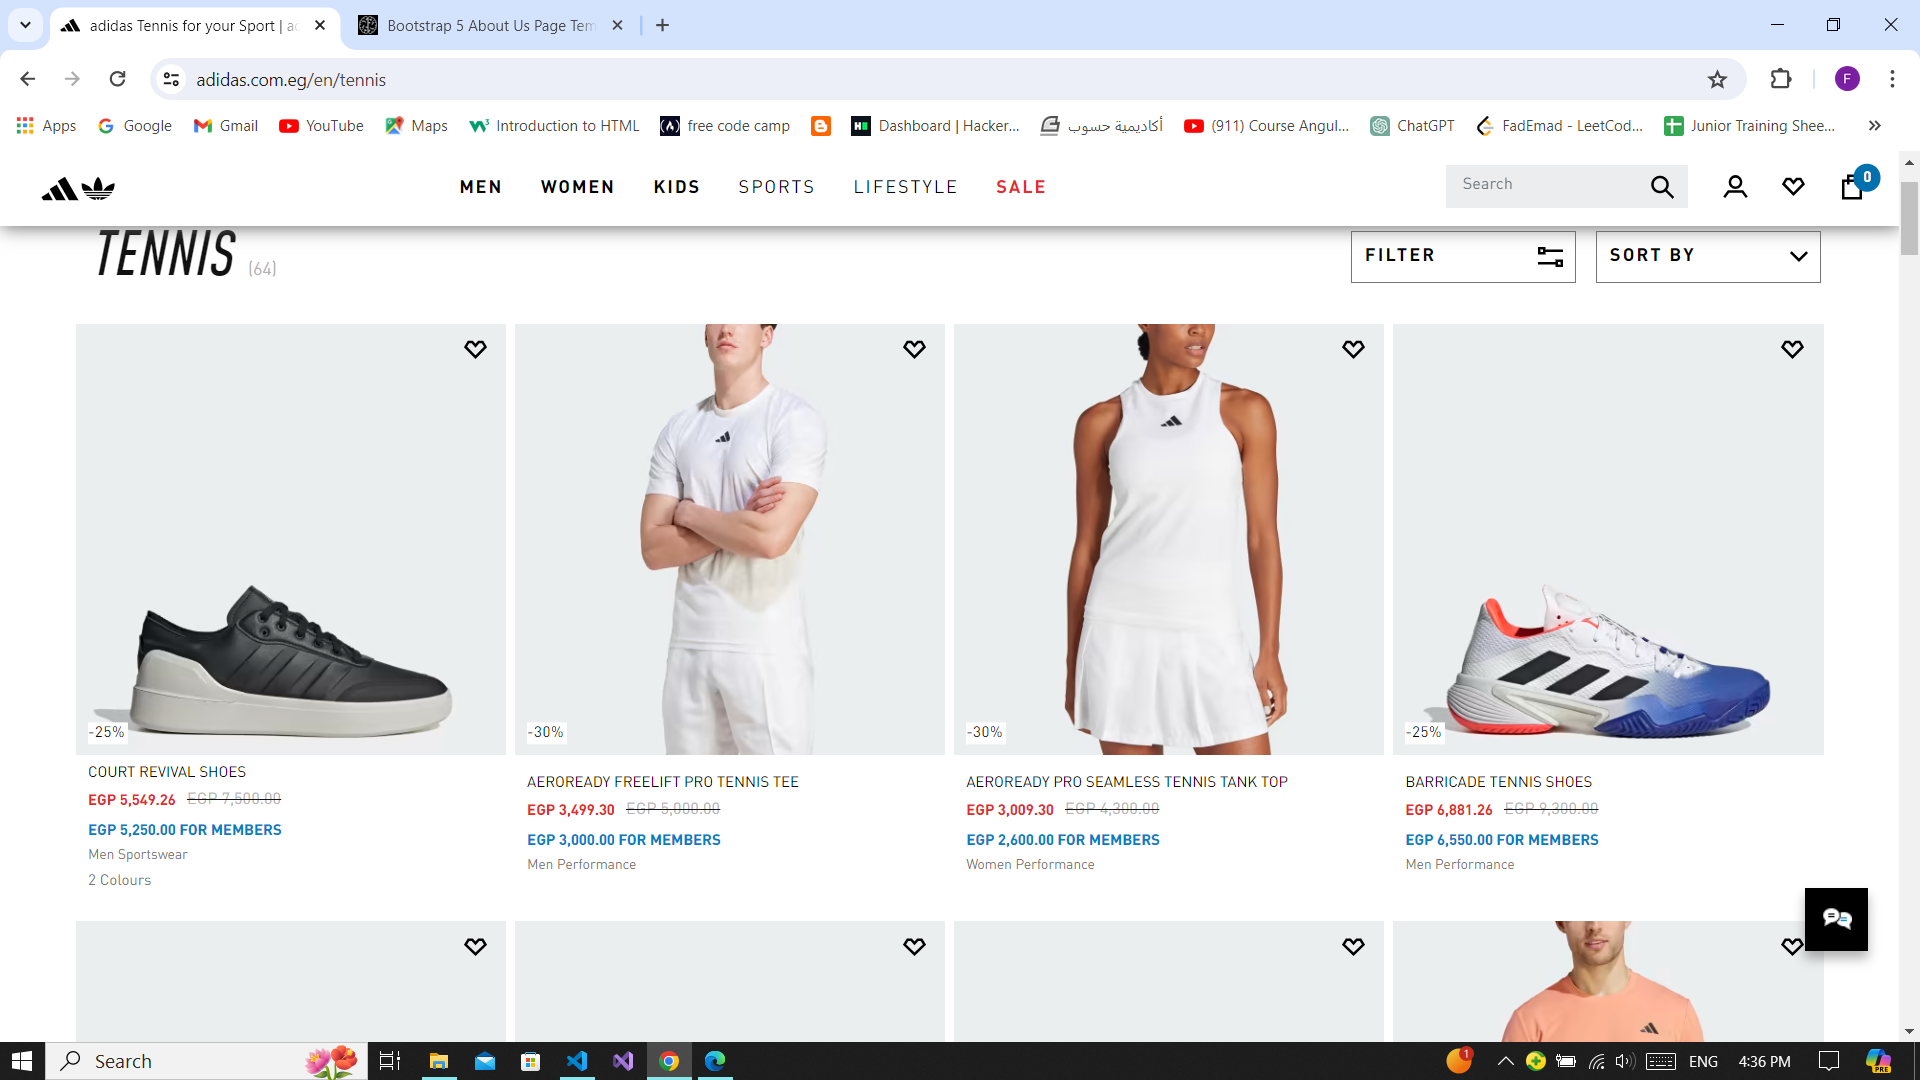 adidas Tennis for your Sport | ad
Bootstrap 5 About Us Page Tem
adidas.com.eg/en/tennis
F
Apps
Google
Gmail
YouTube
Maps
Introduction to HTML
free code camp
Dashboard | Hacker...
أكاديمية حسوب
(911) Course Angul...
ChatGPT
FadEmad - LeetCod...
Junior Training Shee...
MEN
WOMEN
KIDS
SPORTS
LIFESTYLE
SALE
Search
0
TENNIS (64)
FILTER
SORT BY
-25%
-30%
-30%
-25%
COURT REVIVAL SHOES
EGP 5,549.26 EGP 7,500.00
EGP 5,250.00 FOR MEMBERS
Men Sportswear
2 Colours
AEROREADY FREELIFT PRO TENNIS TEE
EGP 3,499.30 EGP 5,000.00
EGP 3,000.00 FOR MEMBERS
Men Performance
AEROREADY PRO SEAMLESS TENNIS TANK TOP
EGP 3,009.30 EGP 4,300.00
EGP 2,600.00 FOR MEMBERS
Women Performance
BARRICADE TENNIS SHOES
EGP 6,881.26 EGP 9,300.00
EGP 6,550.00 FOR MEMBERS
Men Performance
Search
1
ENG
4:36 PM
PRE